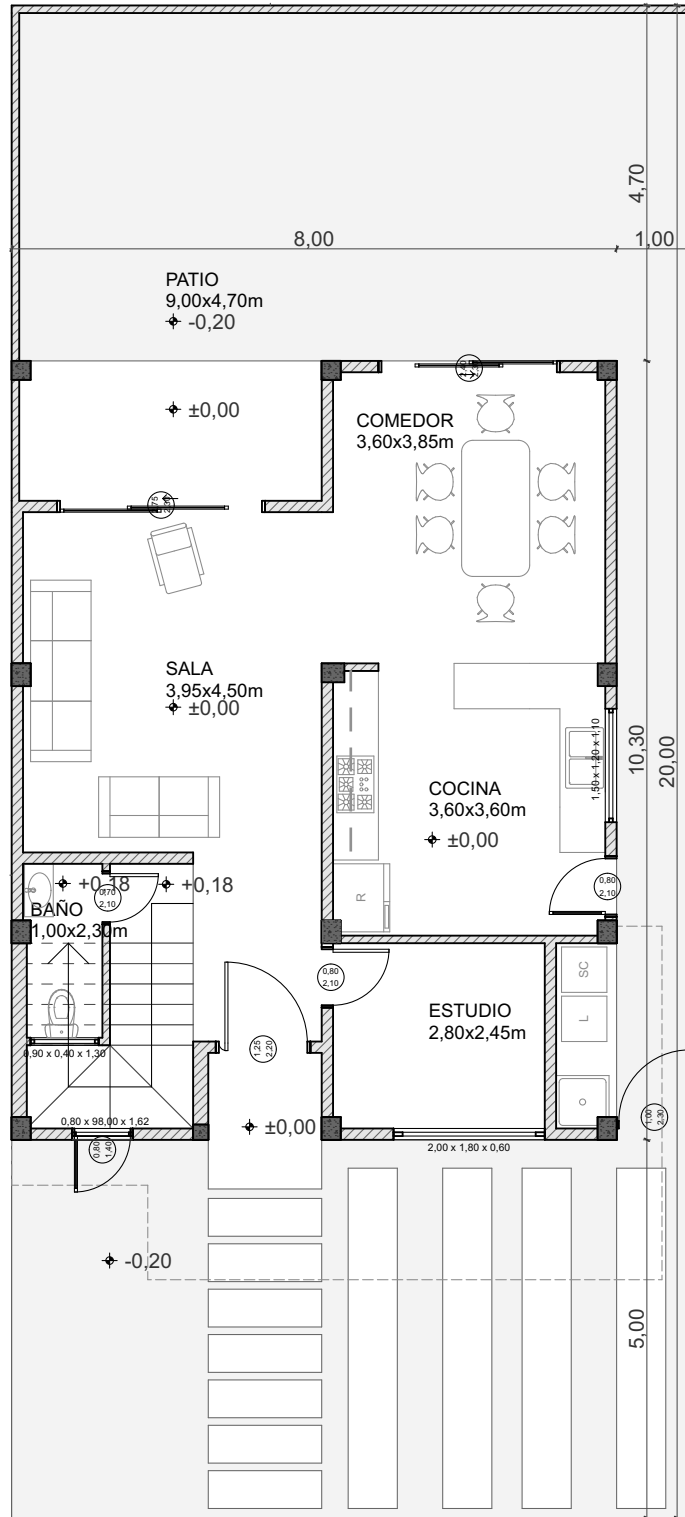 4,70
8,00
1,00
PATIO
9,00x4,70m
-0,20
±0,00
COMEDOR
3,60x3,85m
SALA
3,95x4,50m
±0,00
10,30
20,00
1,50 x 1,20 x 1,10
COCINA
3,60x3,60m
±0,00
R
0,80
2,10
+0,18
+0,18
0,70
2,10
BAÑO
1,00x2,30m
0,80
2,10
SC
L
ESTUDIO
2,80x2,45m
0,90 x 0,40 x 1,30
1,25
2,20
0,80 x 98,00 x 1,62
±0,00
1,00
2,30
0,80
1,40
2,00 x 1,80 x 0,60
-0,20
5,00